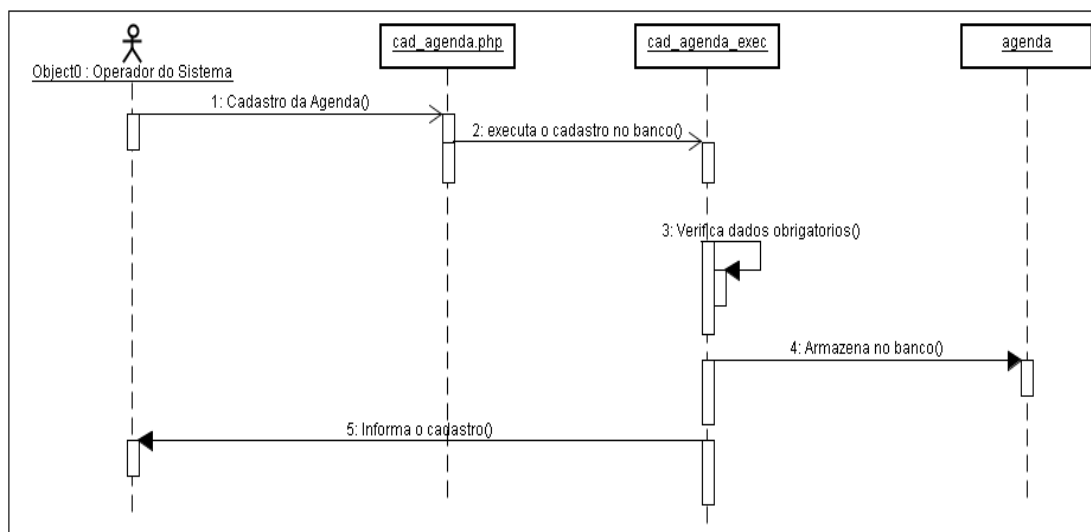 cad_agenda.php
cad_agenda_exec
agenda
Object0 : Operador do Sistema
1: Cadastro da Agenda()
2: executa o cadastro no banco()
3: Verifica dados obrigatorios()
4: Armazena no banco()
5: Informa o cadastro()